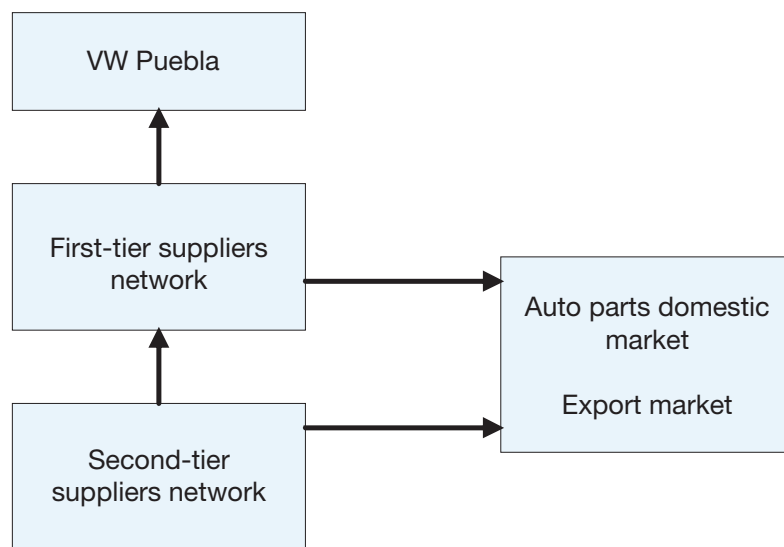 VW Puebla
First-tier suppliers
network
Auto parts domestic
market
Export market
Second-tier
suppliers network